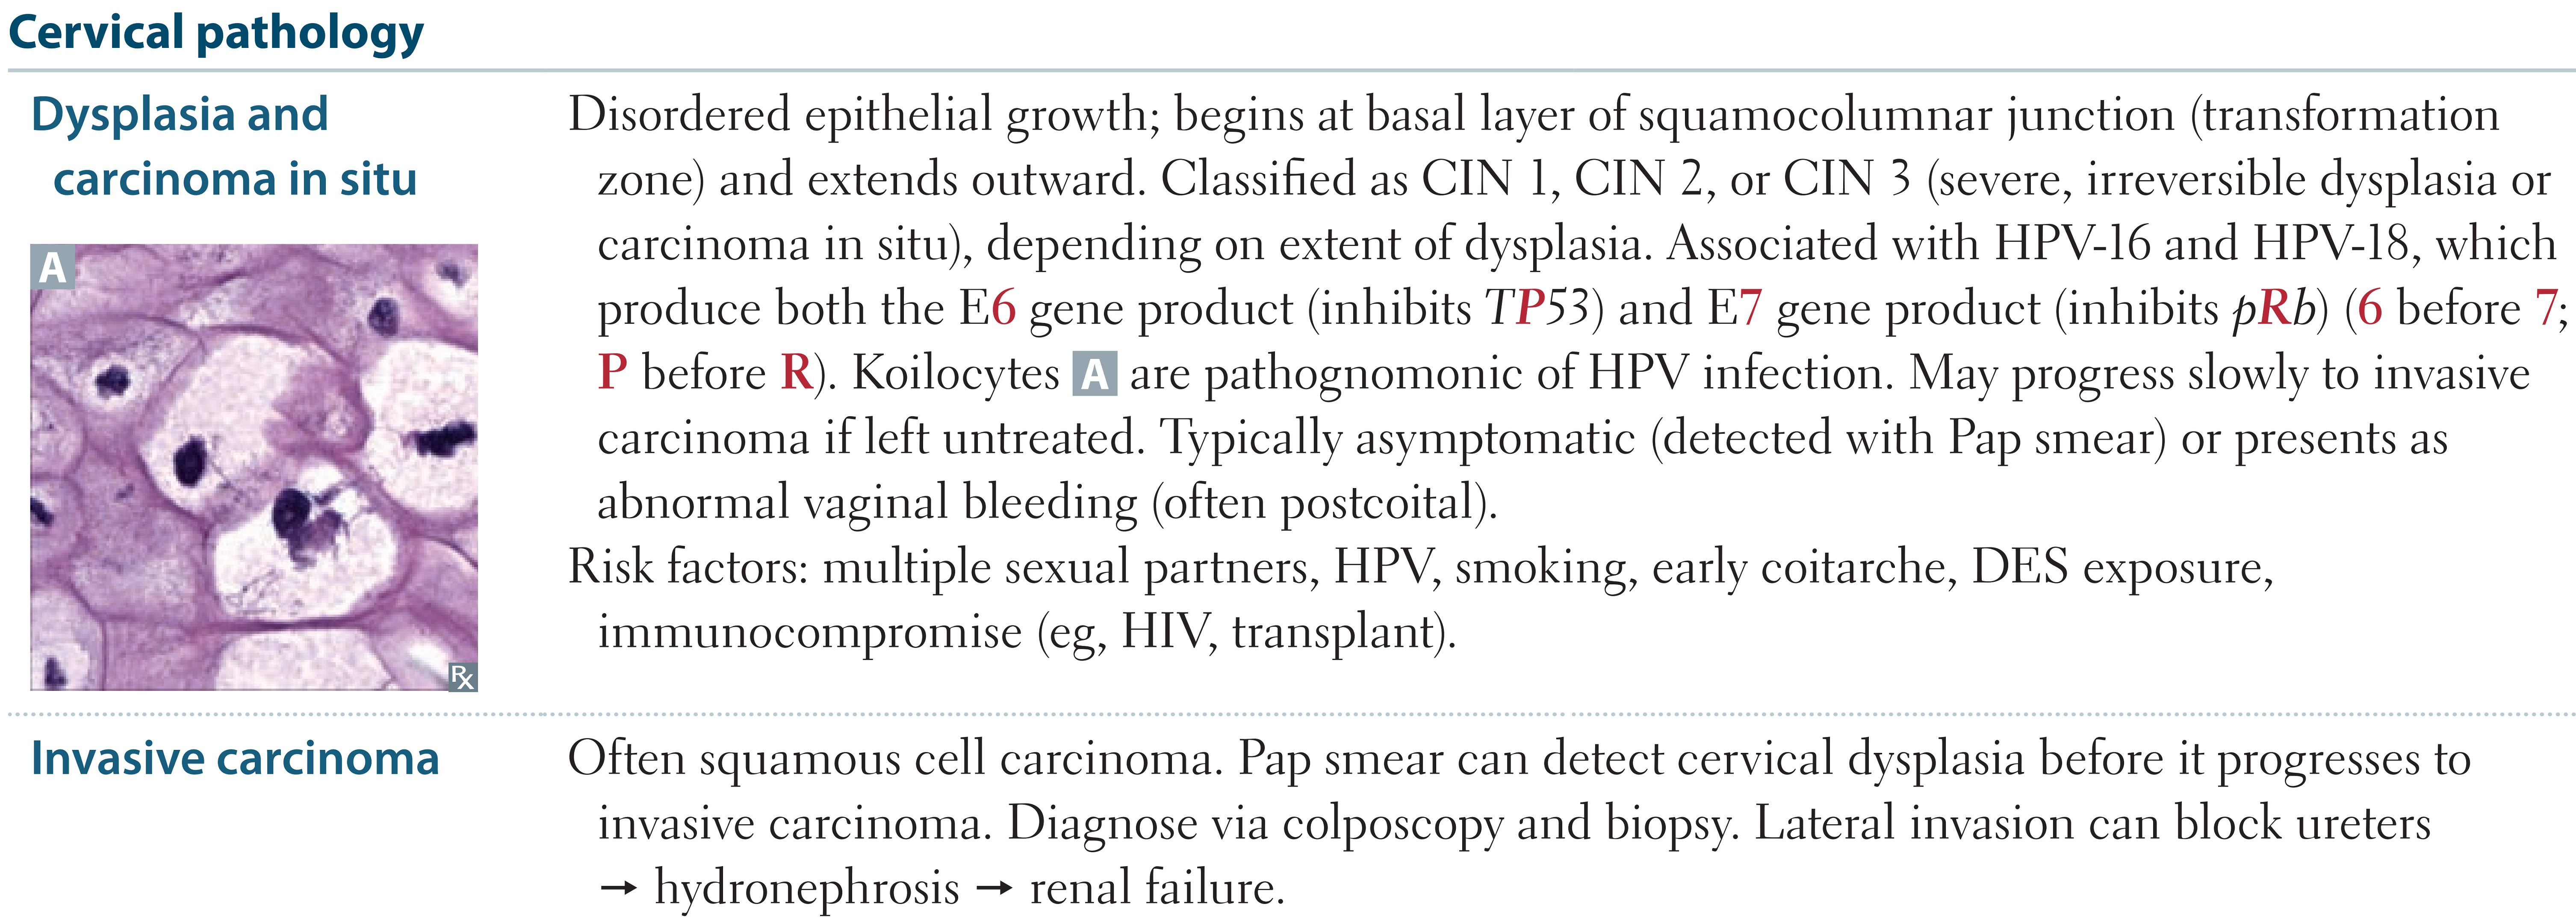 Cervical pathology
Dysplasia and
carcinoma in situ
A
Rx
Disordered epithelial growth; begins at basal layer of squamocolumnar junction (transformation
zone) and extends outward. Classified as CIN 1, CIN 2, or CIN 3 (severe, irreversible dysplasia or
carcinoma in situ), depending on extent of dysplasia. Associated with HPV-16 and HPV-18, which
produce both the E6 gene product (inhibits TP53) and E7 gene product (inhibits pRb) (6 before 7;
P before R). Koilocytes A are pathognomonic of HPV infection. May progress slowly to invasive
carcinoma if left untreated. Typically asymptomatic (detected with Pap smear) or presents as
abnormal vaginal bleeding (often postcoital).
Risk factors: multiple sexual partners, HPV, smoking, early coitarche, DES exposure,
immunocompromise (eg, HIV, transplant).
Invasive carcinoma
Often squamous cell carcinoma. Pap smear can detect cervical dysplasia before it progresses to
invasive carcinoma. Diagnose via colposcopy and biopsy. Lateral invasion can block ureters
→ hydronephrosis → renal failure.